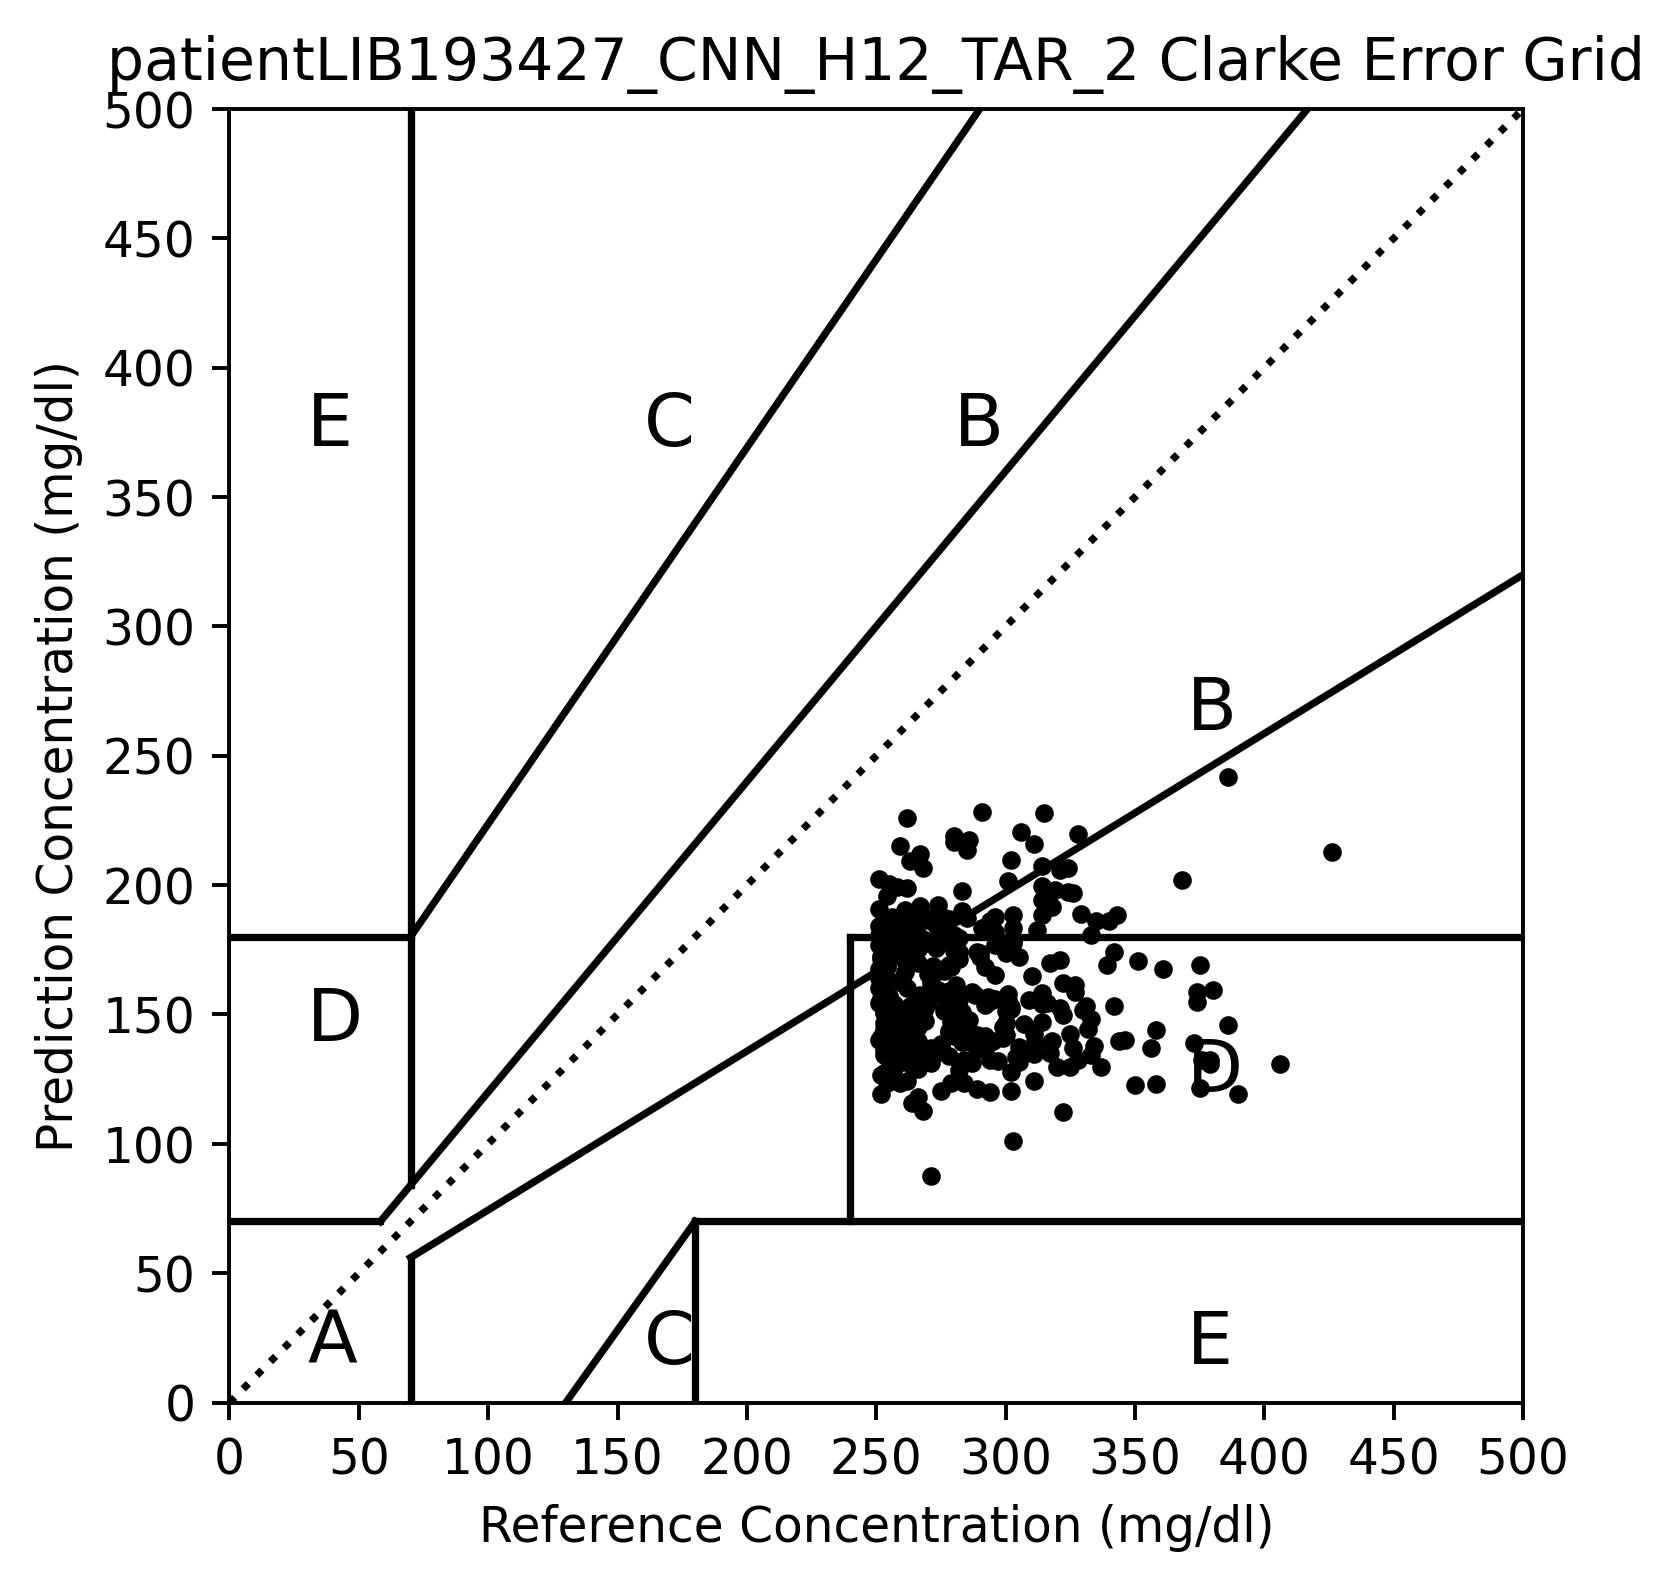 patientLIB193427_CNN_H12_TAR_2 Clarke Error Grid
500
450
400
350
300
250
200
150
100
50
0
Prediction Concentration (mg/dl)
E
C
B
B
D
D
A
C
E
0 50 100 150 200 250 300 350 400 450 500
Reference Concentration (mg/dl)